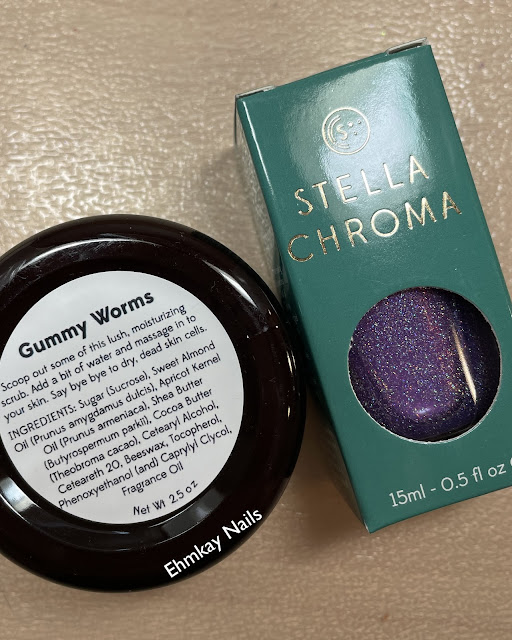 Gummy Worms
Scoop out some of this lush, moisturizing
scrub. Add a bit of water and massage in to
your skin. Say bye bye to dry, dead skin cells.
INGREDIENTS: Sugar (Sucrose), Sweet Almond
Oil (Prunus amygdamus dulcis), Apricot Kernel
Oil (Prunus armeniaca), Shea Butter
(Butyrospermum parkii), Cocoa Butter
(Theobroma cacao), Cetearyl Alcohol,
Ceteareth 20, Beeswax, Tocopherol,
Phenoxyethanol (and) Caprylyl Glycol,
Fragrance Oil
Net Wt 2.5 oz
Ehmkay Nails
S
STELLA
CHROMA
15ml - 0.5 fl oz